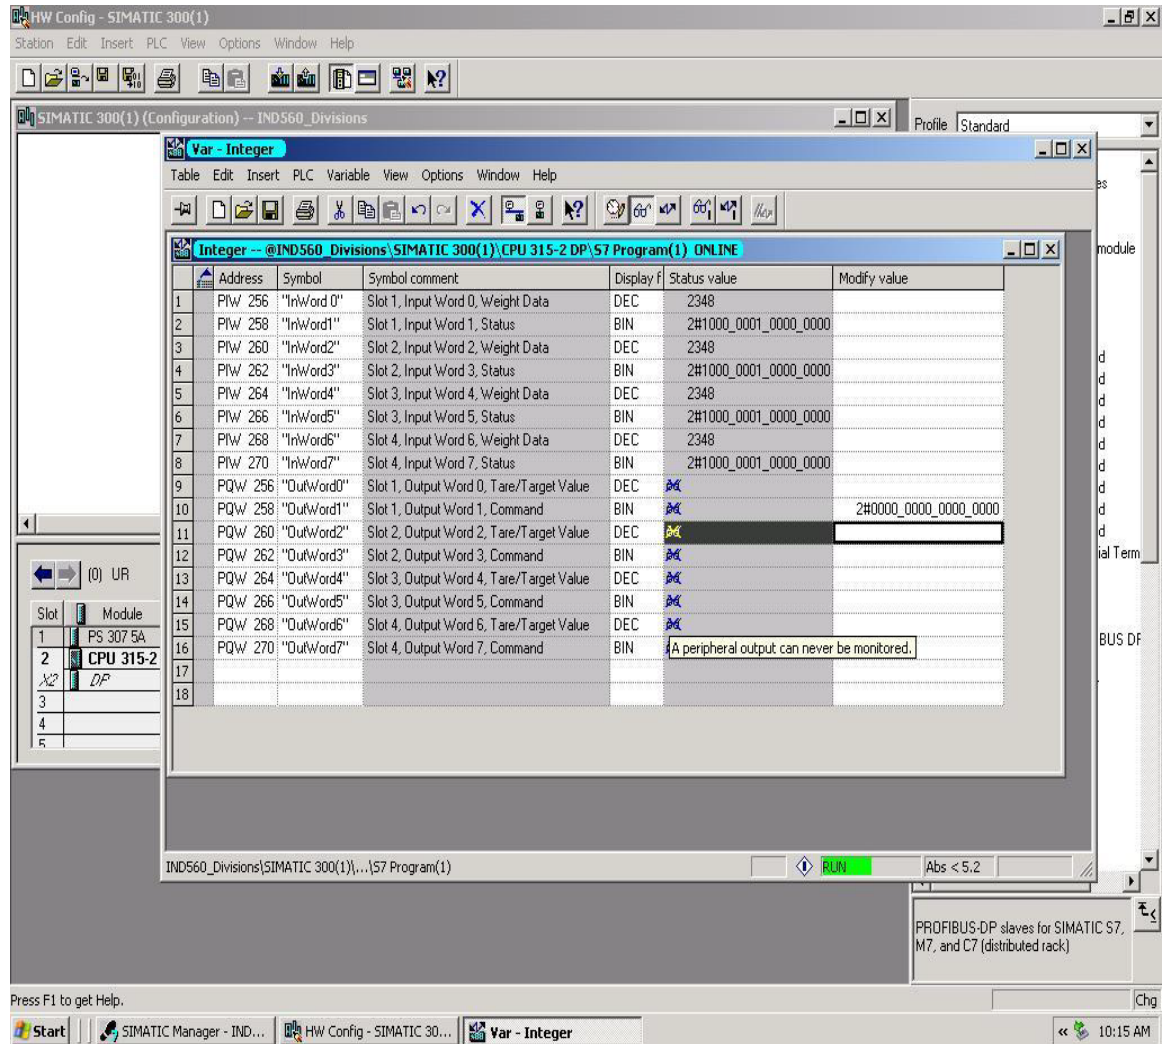 HW Config - SIMATIC 300(1)
Station Edit Insert PLC View Options Window Help
SIMATIC 300(1) (Configuration) -- IND560_Divisions
Profile Standard
Var - Integer
Table Edit Insert PLC Variable View Options Window Help
es
module
Integer -- @IND560_Divisions\SIMATIC 300(1)\CPU 315-2 DP\S7 Program(1) ONLINE
Address Symbol Symbol comment Display f Status value Modify value
1 PIW 256 "InWord 0" Slot 1, Input Word 0, Weight Data DEC 2348
2 PIW 258 "InWord1" Slot 1, Input Word 1, Status BIN 2#1000_0001_0000_0000
3 PIW 260 "InWord2" Slot 2, Input Word 2, Weight Data DEC 2348
4 PIW 262 "InWord3" Slot 2, Input Word 3, Status BIN 2#1000_0001_0000_0000
5 PIW 264 "InWord4" Slot 3, Input Word 4, Weight Data DEC 2348
6 PIW 266 "InWord5" Slot 3, Input Word 5, Status BIN 2#1000_0001_0000_0000
7 PIW 268 "InWord6" Slot 4, Input Word 6, Weight Data DEC 2348
8 PIW 270 "InWord7" Slot 4, Input Word 7, Status BIN 2#1000_0001_0000_0000
9 PQW 256 "OutWord0" Slot 1, Output Word 0, Tare/Target Value DEC
10 PQW 258 "OutWord1" Slot 1, Output Word 1, Command BIN 2#0000_0000_0000_0000
11 PQW 260 "OutWord2" Slot 2, Output Word 2, Tare/Target Value DEC
12 PQW 262 "OutWord3" Slot 2, Output Word 3, Command BIN
13 PQW 264 "OutWord4" Slot 3, Output Word 4, Tare/Target Value DEC
14 PQW 266 "OutWord5" Slot 3, Output Word 5, Command BIN
15 PQW 268 "OutWord6" Slot 4, Output Word 6, Tare/Target Value DEC
16 PQW 270 "OutWord7" Slot 4, Output Word 7, Command BIN
A peripheral output can never be monitored.
17
18
d
d
d
d
d
d
d
d
d
ial Term
BUS DF
(0) UR
Slot Module
1 PS 307 5A
2 CPU 315-2
X2 DP
3
4
5
IND560_Divisions\SIMATIC 300(1)\...\S7 Program(1) RUN Abs < 5.2
PROFIBUS-DP slaves for SIMATIC S7,
M7, and C7 (distributed rack)
Press F1 to get Help. Chg
Start SIMATIC Manager - IND... HW Config - SIMATIC 30... Var - Integer 10:15 AM